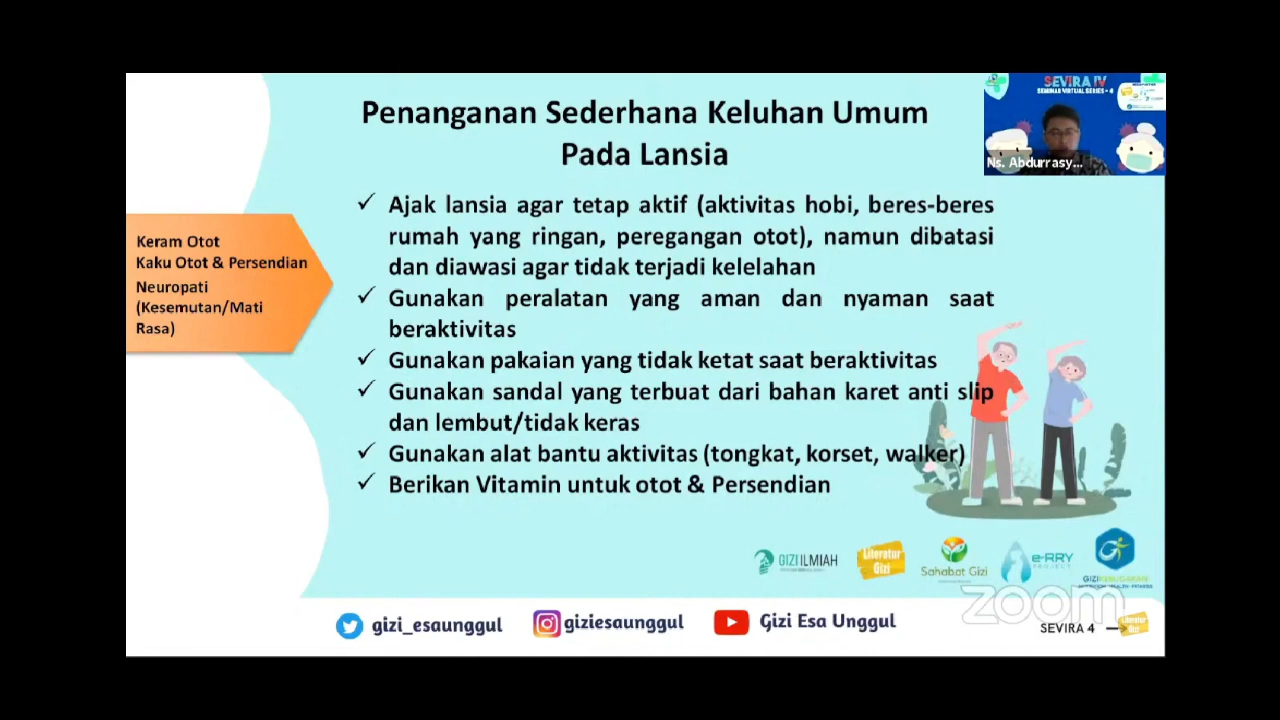 Penanganan Sederhana Keluhan Umum
Pada Lansia
SEVIRA IV
SEMINAR VIRTUAL SERIES - 4
Ns. Abdurrasy...
Keram Otot
Kaku Otot & Persendian
Neuropati
(Kesemutan/Mati
Rasa)
✓ Ajak lansia agar tetap aktif (aktivitas hobi, beres-beres
rumah yang ringan, peregangan otot), namun dibatasi
dan diawasi agar tidak terjadi kelelahan
✓ Gunakan peralatan yang aman dan nyaman saat
beraktivitas
✓ Gunakan pakaian yang tidak ketat saat beraktivitas
✓ Gunakan sandal yang terbuat dari bahan karet anti slip
dan lembut/tidak keras
✓ Gunakan alat bantu aktivitas (tongkat, korset, walker)
✓ Berikan Vitamin untuk otot & Persendian
GIZI ILMIAH
Literatur
Gizi
Sahabat Gizi
e-RRY
PROJECT
GIZI KEBUGARAN
zoom
gizi_esaunggul
giziesaunggul
Gizi Esa Unggul
SEVIRA 4
Literatur
Gizi